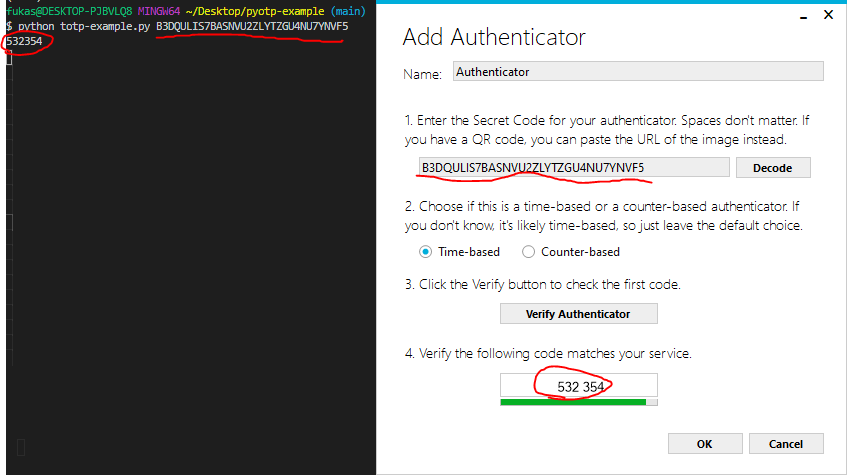 fukas@DESKTOP-PJBVLQ8 MINGW64 ~/Desktop/pyotp-example (main)
$ python totp-example.py B3DQULIS7BASNVU2ZLYTZGU4NU7YNVF5
532354
Add Authenticator
Name: Authenticator
1. Enter the Secret Code for your authenticator. Spaces don't matter. If
you have a QR code, you can paste the URL of the image instead.
B3DQULIS7BASNVU2ZLYTZGU4NU7YNVF5 Decode
2. Choose if this is a time-based or a counter-based authenticator. If
you don't know, it's likely time-based, so just leave the default choice.
Time-based Counter-based
3. Click the Verify button to check the first code.
Verify Authenticator
4. Verify the following code matches your service.
532 354
OK Cancel